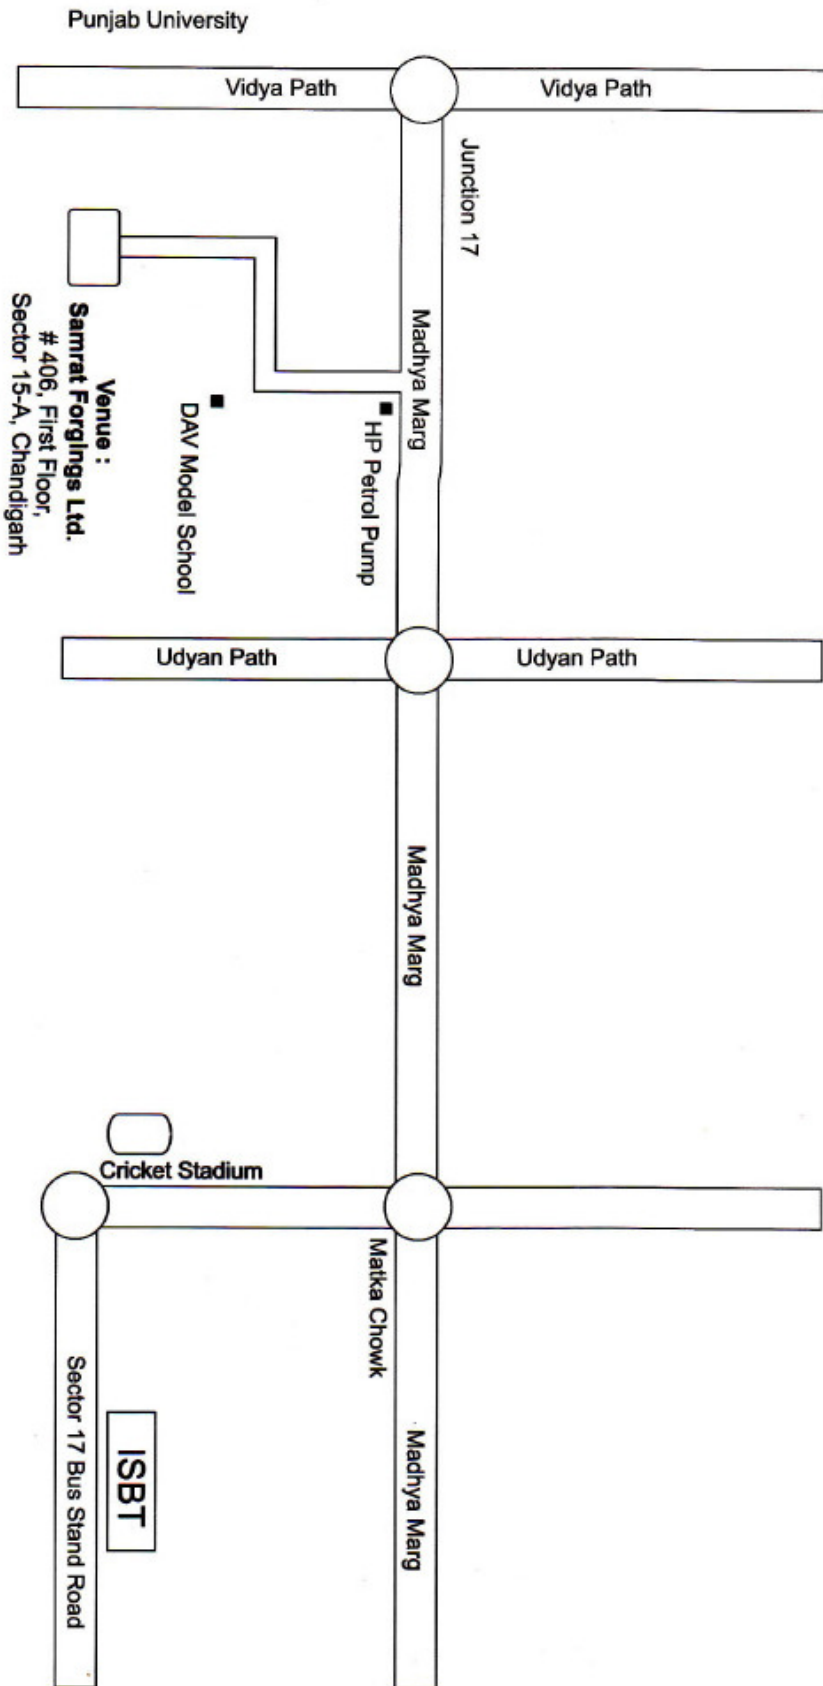 Punjab University
Vidya Path
Vidya Path
Junction 17
Madhya Marg
HP Petrol Pump
DAV Model School
Venue :
Samrat Forgings Ltd.
# 406, First Floor,
Sector 15-A, Chandigarh
Udyan Path
Udyan Path
Madhya Marg
Cricket Stadium
Matka Chowk
Madhya Marg
ISBT
Sector 17 Bus Stand Road